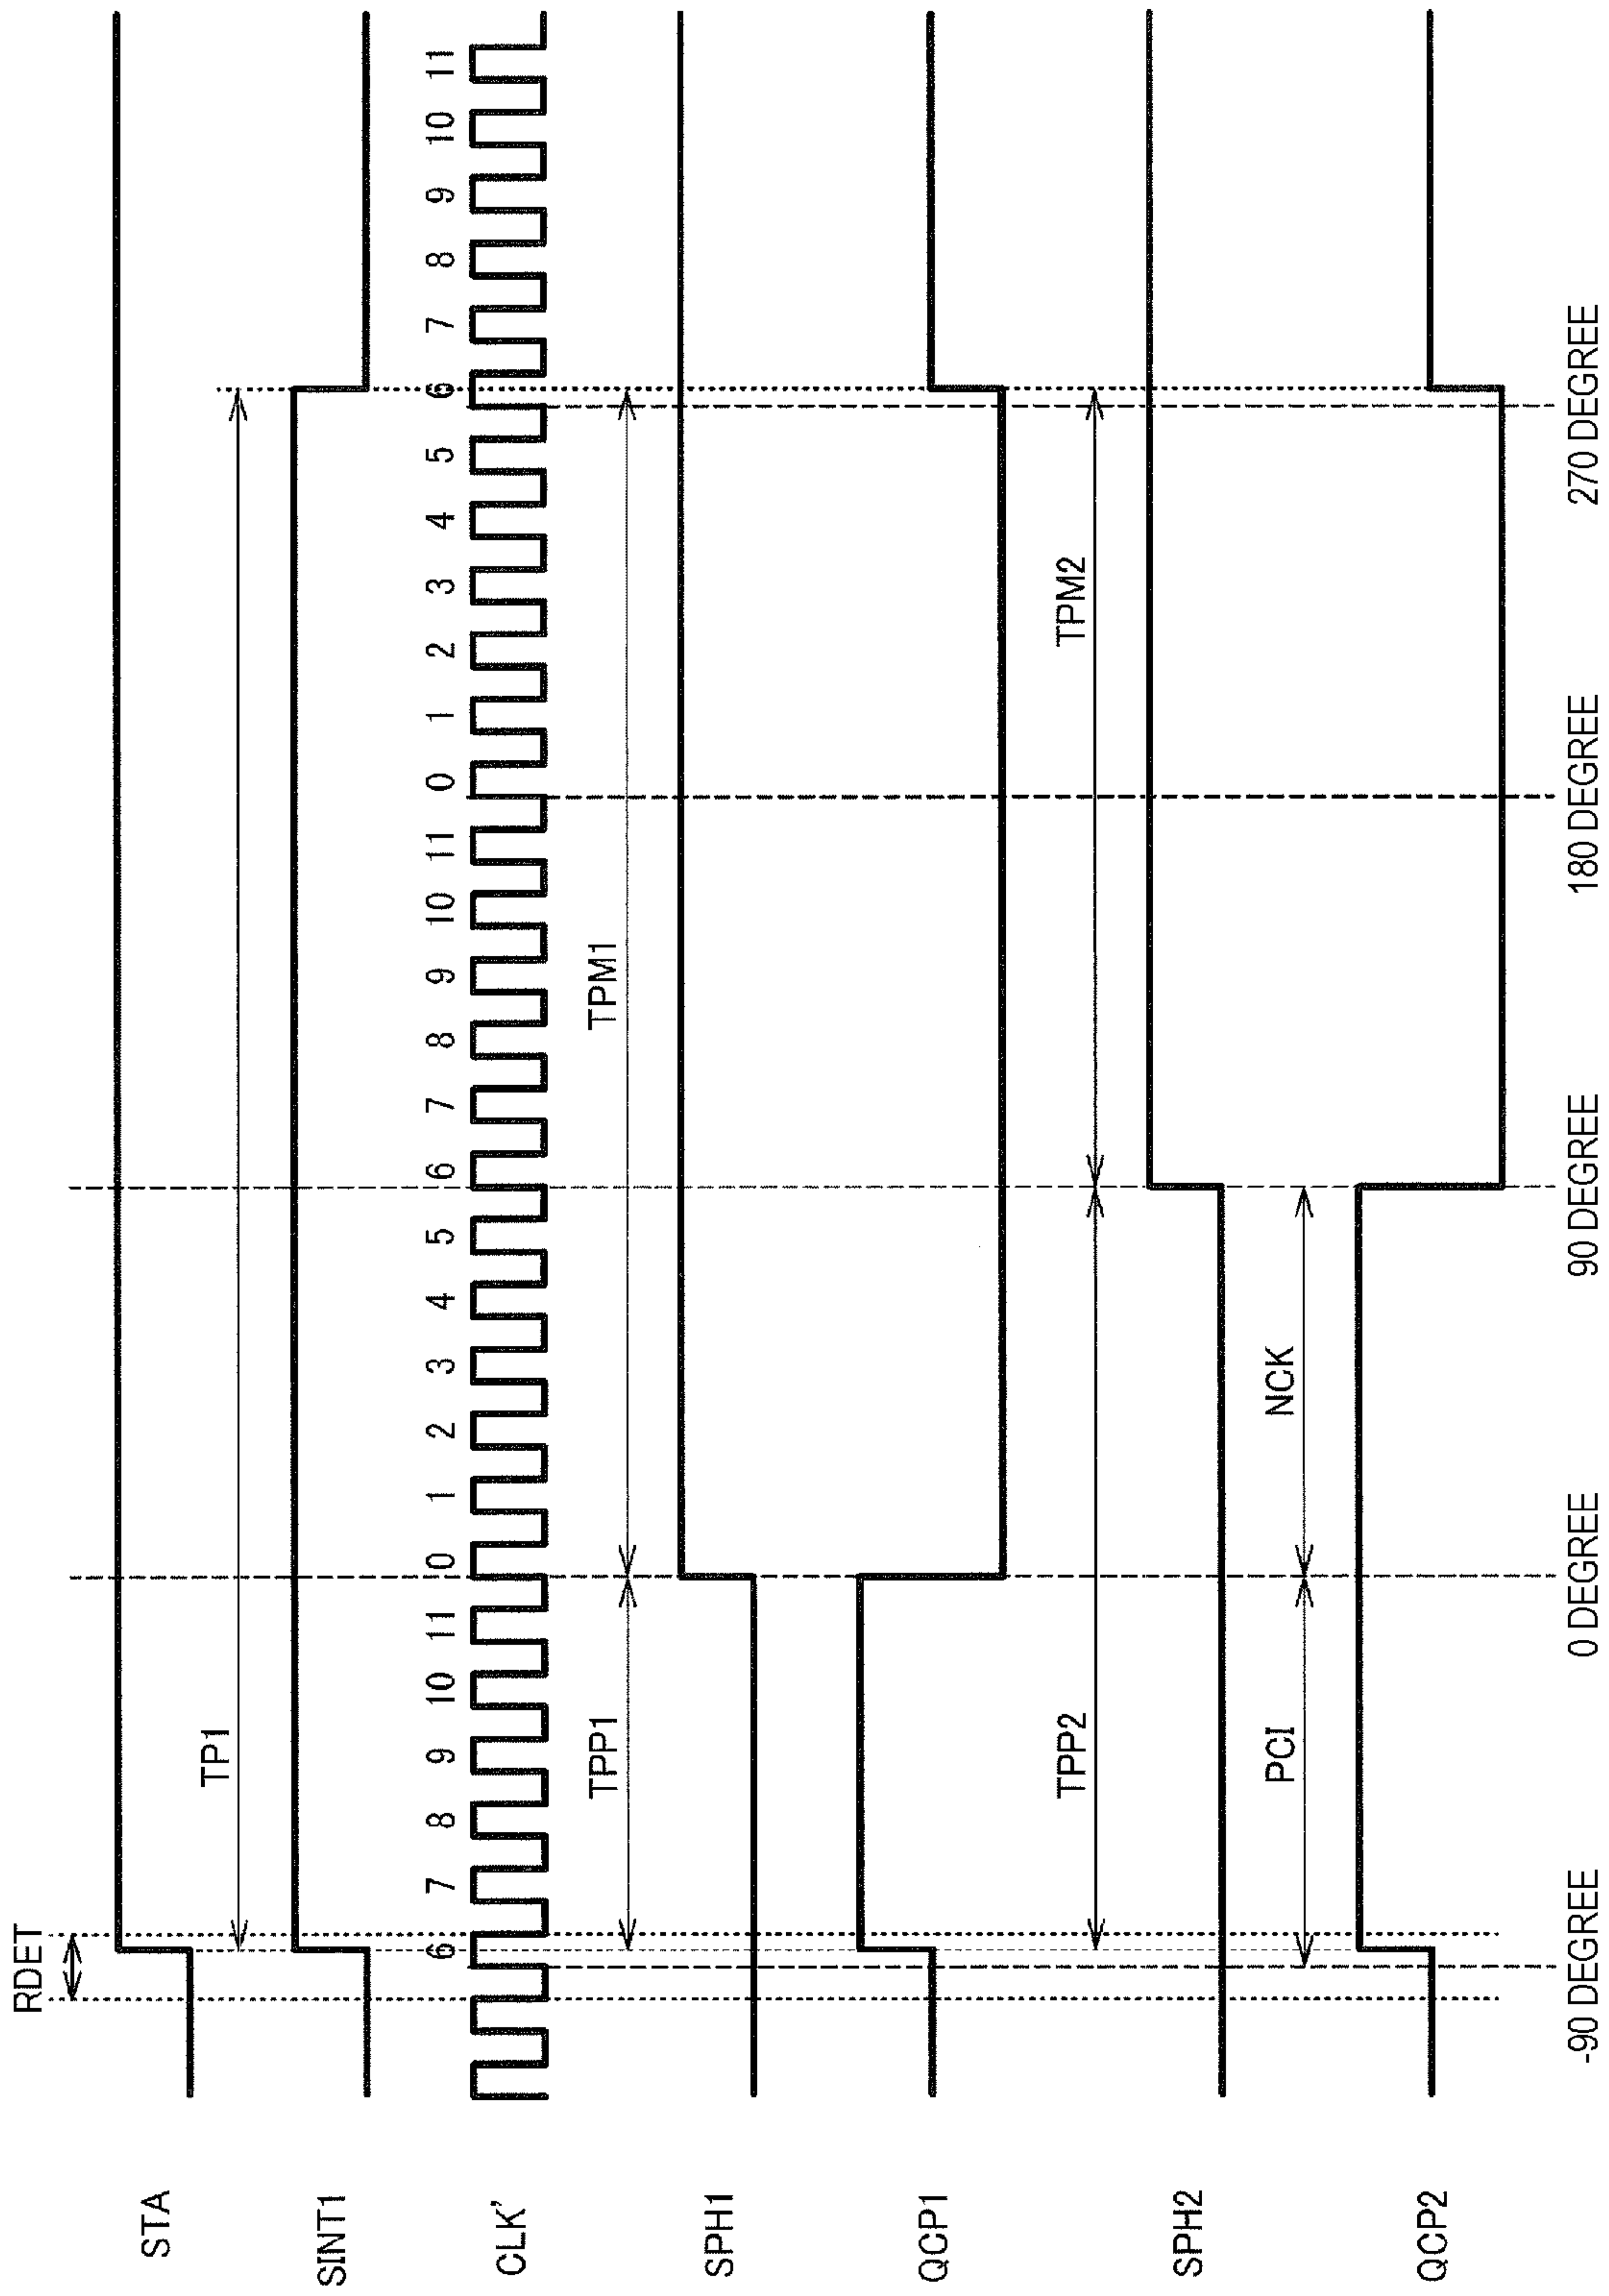 RDET
STA
TP1
SINT1
6 7 8 9 10 11 0 1 2 3 4 5 6 7 8 9 10 11 0 1 2 3 4 5 6 7 8 9 10 11
CLK'
TPP1 TPM1
SPH1
QCP1
TPP2 TPM2
SPH2
PCI NCK
QCP2
-90 DEGREE 0 DEGREE 90 DEGREE 180 DEGREE 270 DEGREE